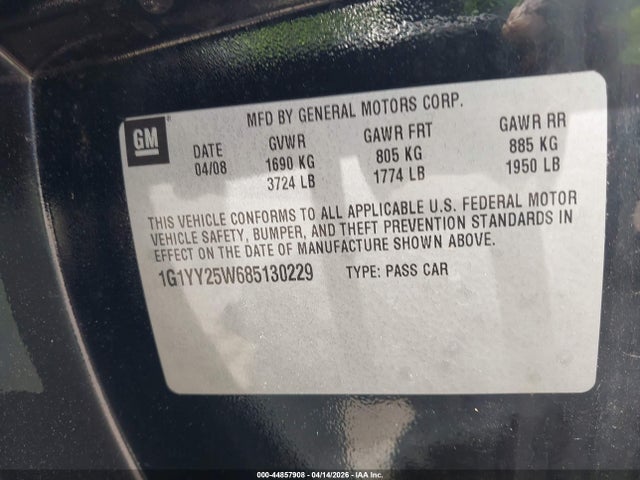 MFD BY GENERAL MOTORS CORP.
GM
DATE GVWR GAWR FRT GAWR RR
04/08 1690 KG 805 KG 885 KG
3724 LB 1774 LB 1950 LB
THIS VEHICLE CONFORMS TO ALL APPLICABLE U.S. FEDERAL MOTOR
VEHICLE SAFETY, BUMPER, AND THEFT PREVENTION STANDARDS IN
EFFECT ON THE DATE OF MANUFACTURE SHOWN ABOVE.
1G1YY25W685130229 TYPE: PASS CAR
000-44857908 - 04/14/2026 - IAA Inc.